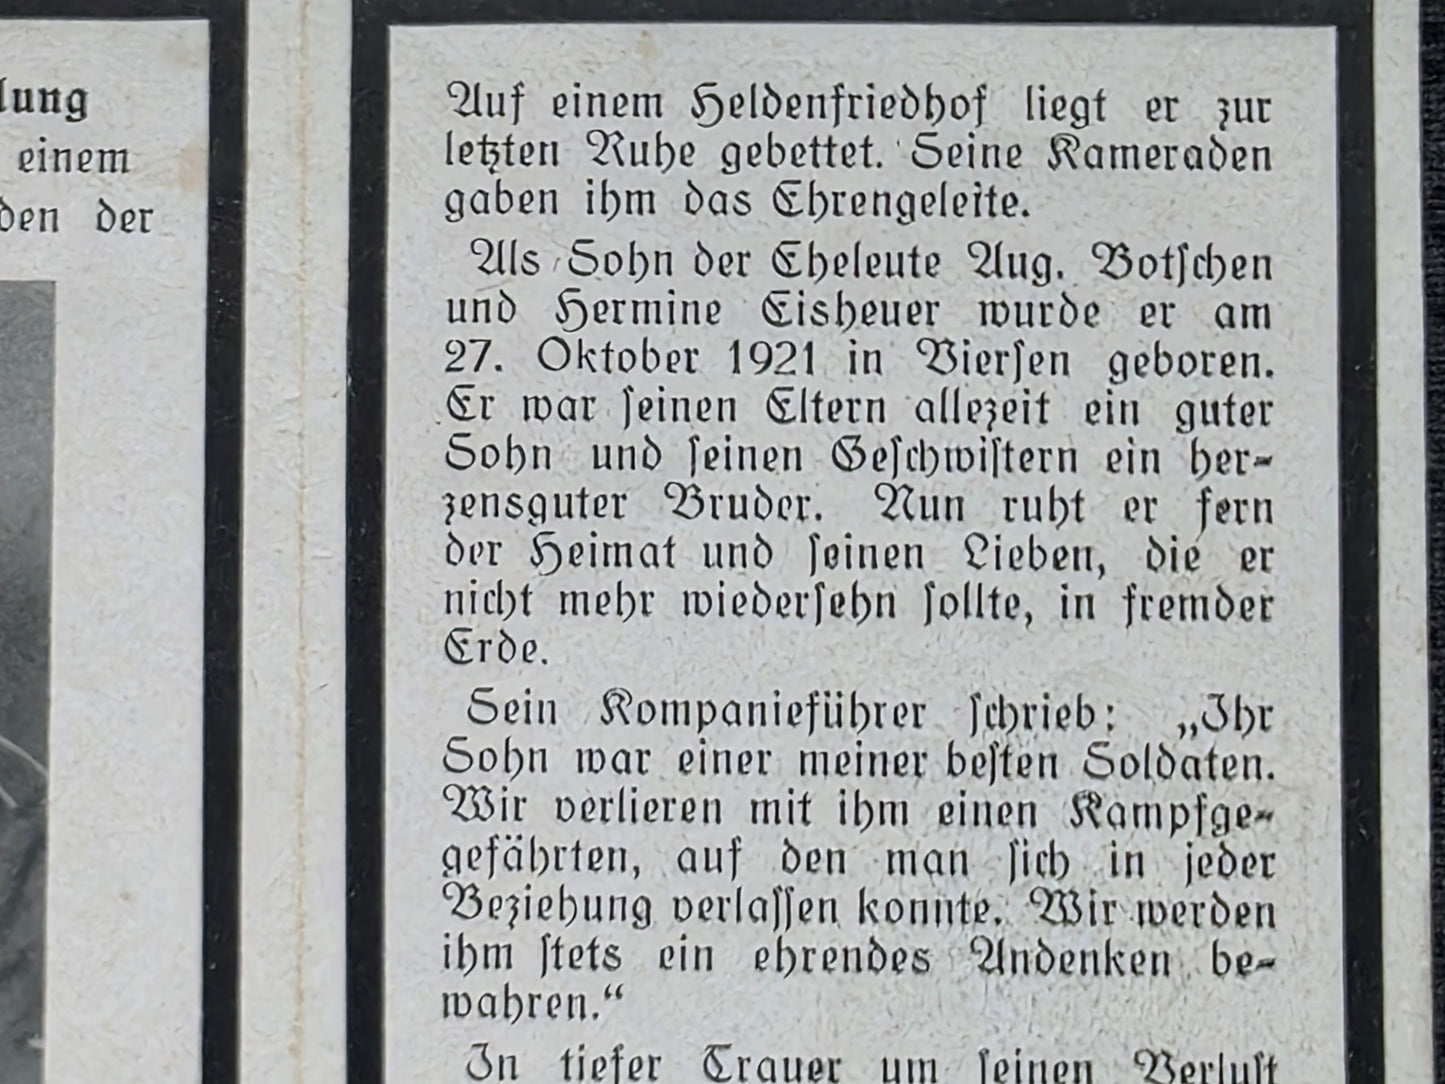 lung
einem
den der
Auf einem Heldenfriedhof liegt er zur
letzten Ruhe gebettet. Seine Kameraden
gaben ihm das Ehrengeleite.
Als Sohn der Eheleute Aug. Botschen
und Hermine Eisheuer wurde er am
27. Oktober 1921 in Viersen geboren.
Er war seinen Eltern allezeit ein guter
Sohn und seinen Geschwistern ein her-
zensguter Bruder. Nun ruht er fern
der Heimat und seinen Lieben, die er
nicht mehr wiedersehn sollte, in fremder
Erde.
Sein Kompanieführer schrieb: „Ihr
Sohn war einer meiner besten Soldaten.
Wir verlieren mit ihm einen Kampfge-
gefährten, auf den man sich in jeder
Beziehung verlassen konnte. Wir werden
ihm stets ein ehrendes Andenken be-
wahren.“
In tiefer Trauer um seinen Verlust